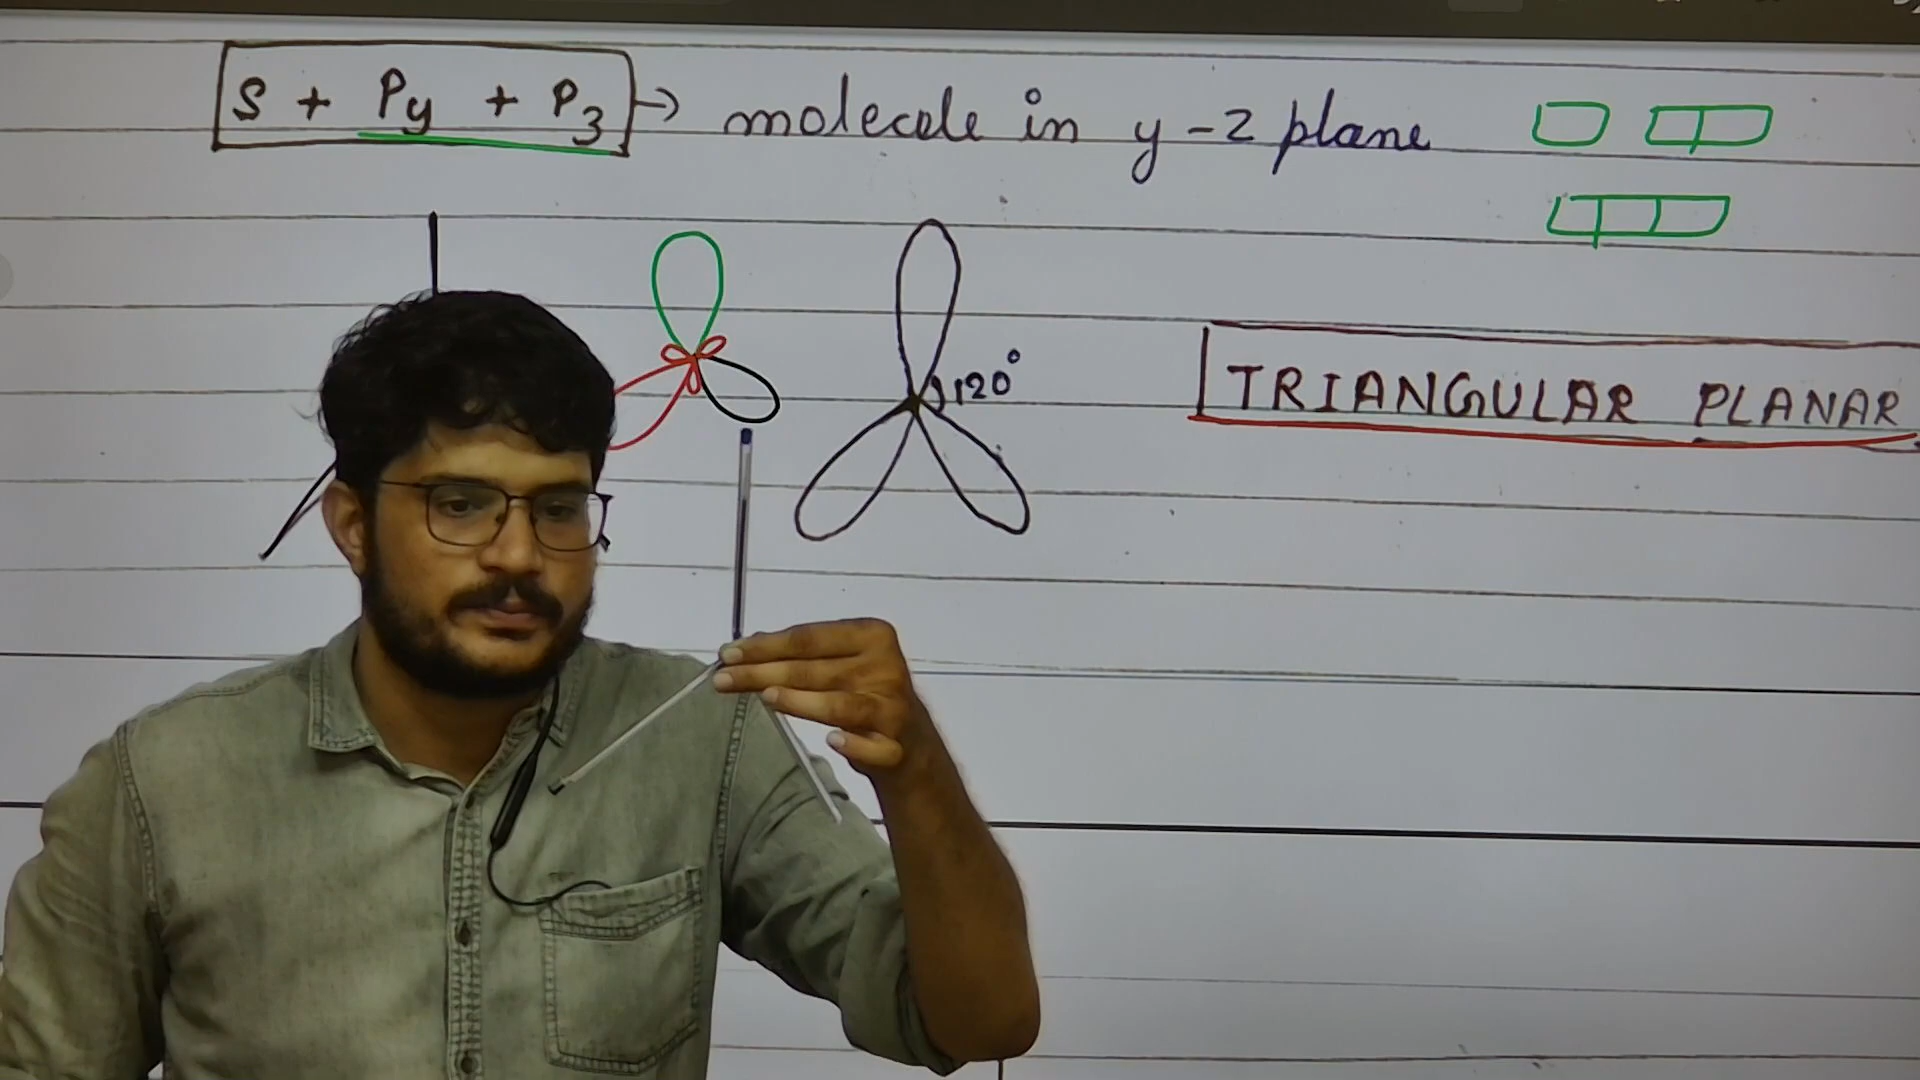 S + Py + P3 → molecule in y-z plane
120°
TRIANGULAR PLANAR